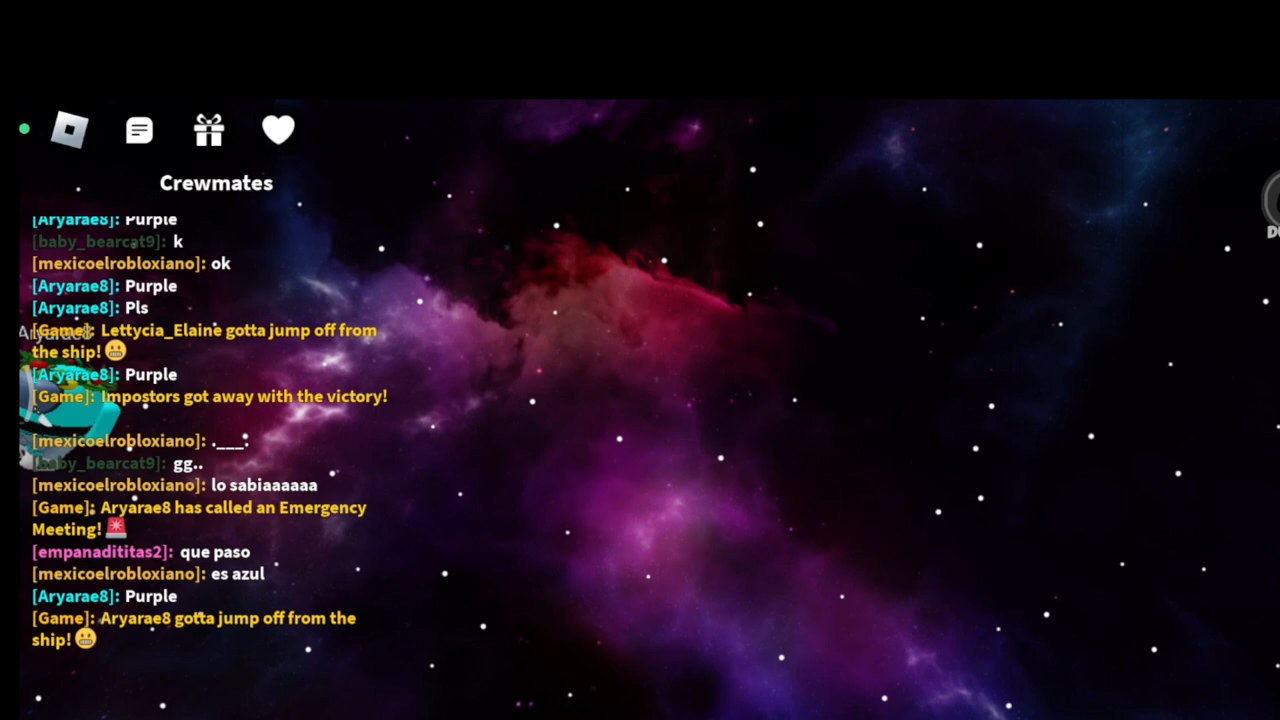 Crewmates
[Aryarae8]: Purple
[baby_bearcat9]: k
[mexicoelrobloxiano]: ok
[Aryarae8]: Purple
[Aryarae8]: Pls
[Game]: Lettycia_Elaine gotta jump off from
the ship!😬
Aryarae8
[Aryarae8]: Purple
[Game]: Impostors got away with the victory!
[mexicoelrobloxiano]: .___.
[baby_bearcat9]: gg..
[mexicoelrobloxiano]: lo sabiaaaaaa
[Game]: Aryarae8 has called an Emergency
Meeting!🚨
[empanadititas2]: que paso
[mexicoelrobloxiano]: es azul
[Aryarae8]: Purple
[Game]: Aryarae8 gotta jump off from the
ship!😬